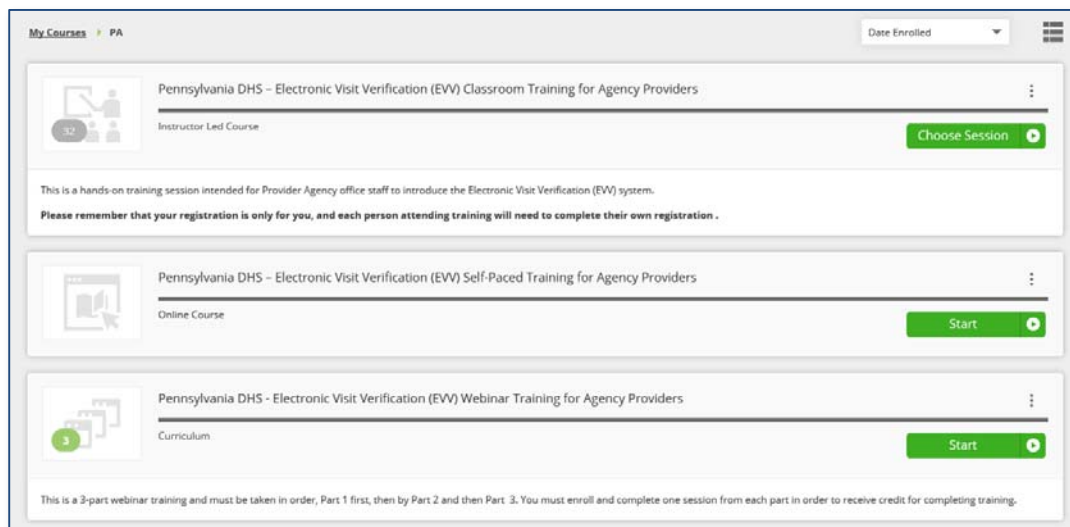 My Courses PA
Date Enrolled
Pennsylvania DHS – Electronic Visit Verification (EVV) Classroom Training for Agency Providers
32
Instructor Led Course
Choose Session
This is a hands-on training session intended for Provider Agency office staff to introduce the Electronic Visit Verification (EVV) system.
Please remember that your registration is only for you, and each person attending training will need to complete their own registration .
Pennsylvania DHS – Electronic Visit Verification (EVV) Self-Paced Training for Agency Providers
Online Course
Start
Pennsylvania DHS - Electronic Visit Verification (EVV) Webinar Training for Agency Providers
3
Curriculum
Start
This is a 3-part webinar training and must be taken in order, Part 1 first, then by Part 2 and then Part 3. You must enroll and complete one session from each part in order to receive credit for completing training.